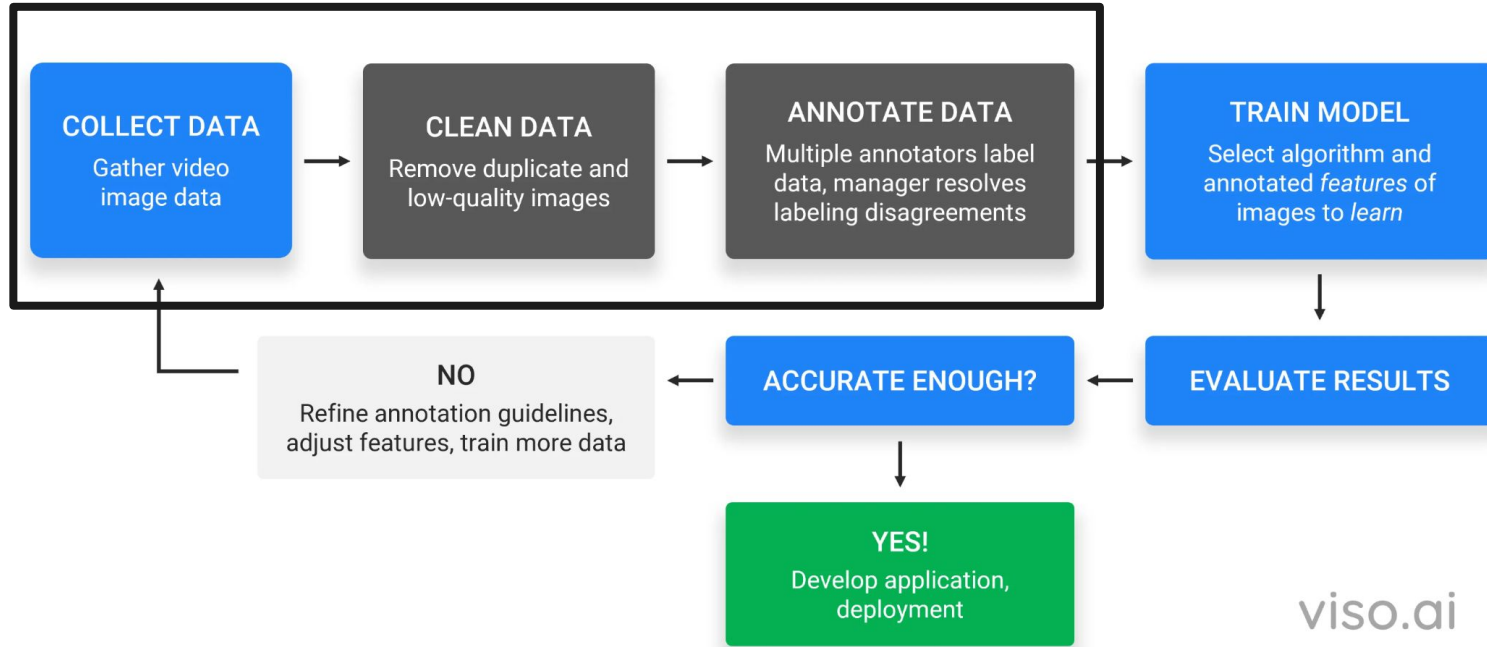 COLLECT DATA
Gather video
image data
CLEAN DATA
Remove duplicate and
low-quality images
ANNOTATE DATA
Multiple annotators label
data, manager resolves
labeling disagreements
TRAIN MODEL
Select algorithm and
annotated features of
images to learn
EVALUATE RESULTS
ACCURATE ENOUGH?
NO
Refine annotation guidelines,
adjust features, train more data
YES!
Develop application,
deployment
viso.ai